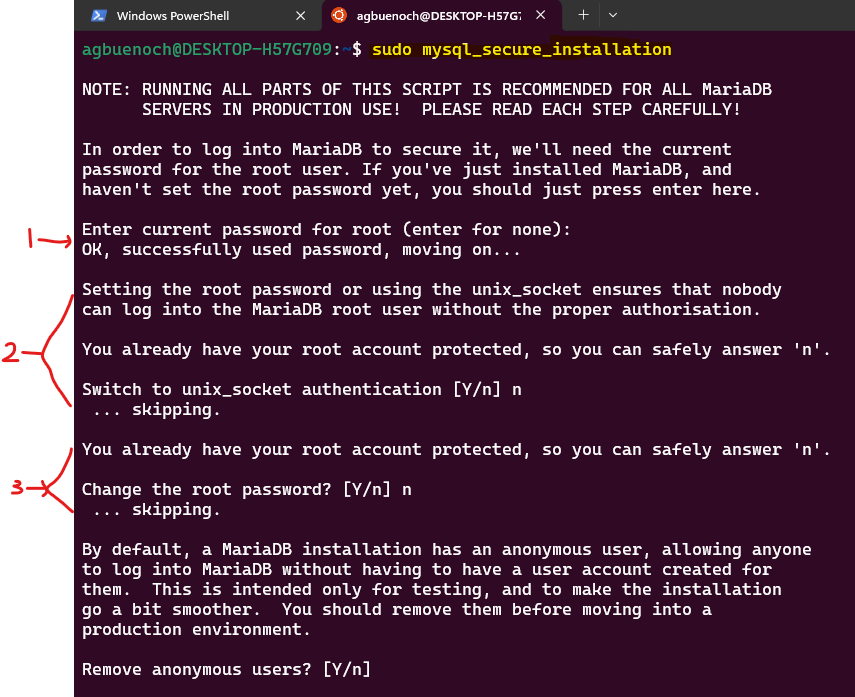 Windows PowerShell
agbuenoch@DESKTOP-H57G7
agbuenoch@DESKTOP-H57G709:~$ sudo mysql_secure_installation
NOTE: RUNNING ALL PARTS OF THIS SCRIPT IS RECOMMENDED FOR ALL MariaDB
SERVERS IN PRODUCTION USE!  PLEASE READ EACH STEP CAREFULLY!
In order to log into MariaDB to secure it, we'll need the current
password for the root user. If you've just installed MariaDB, and
haven't set the root password yet, you should just press enter here.
Enter current password for root (enter for none):
1
OK, successfully used password, moving on...
Setting the root password or using the unix_socket ensures that nobody
can log into the MariaDB root user without the proper authorisation.
2
You already have your root account protected, so you can safely answer 'n'.
Switch to unix_socket authentication [Y/n] n
... skipping.
You already have your root account protected, so you can safely answer 'n'.
3
Change the root password? [Y/n] n
... skipping.
By default, a MariaDB installation has an anonymous user, allowing anyone
to log into MariaDB without having to have a user account created for
them.  This is intended only for testing, and to make the installation
go a bit smoother.  You should remove them before moving into a
production environment.
Remove anonymous users? [Y/n]